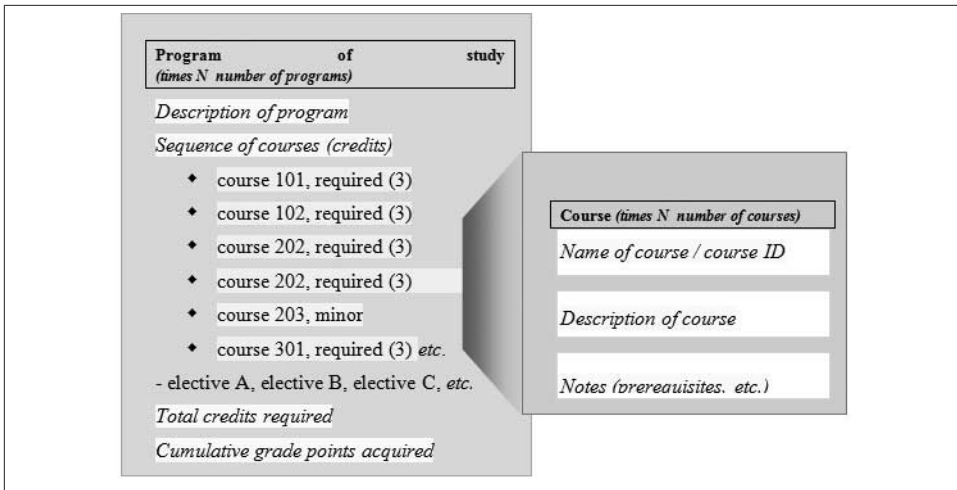 Program of study
(times N number of programs)
Description of program
Sequence of courses (credits)
◆ course 101, required (3)
◆ course 102, required (3)
◆ course 202, required (3)
◆ course 202, required (3)
◆ course 203, minor
◆ course 301, required (3) etc.
- elective A, elective B, elective C, etc.
Total credits required
Cumulative grade points acquired
Course (times N number of courses)
Name of course / course ID
Description of course
Notes (prerequisites, etc.)